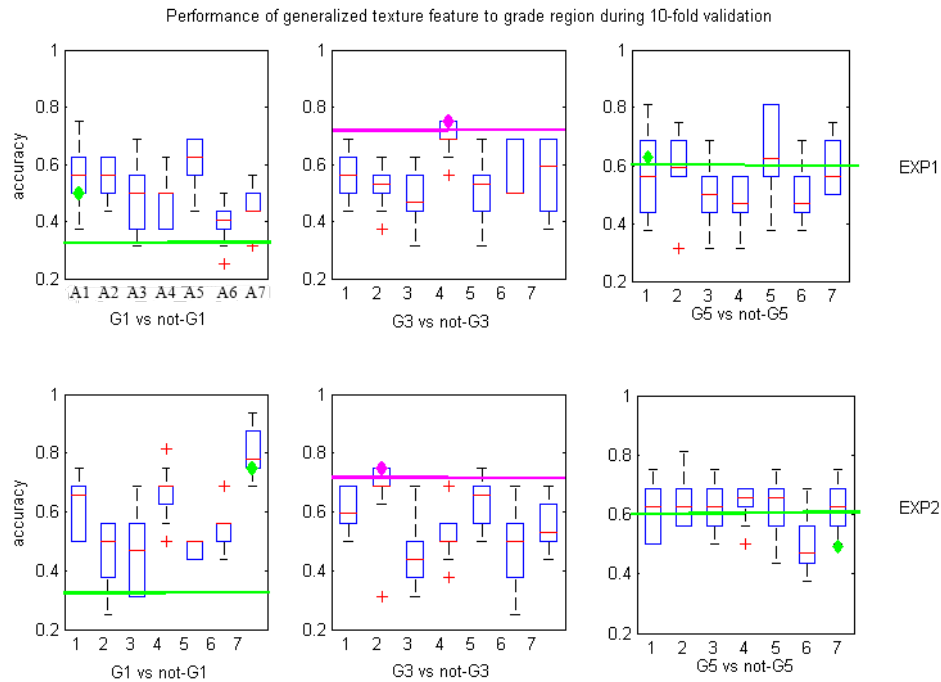 Performance of generalized texture feature to grade region during 10-fold validation
1
0.8
0.6
0.4
0.2
accuracy
A1 A2 A3 A4 A5 A6 A7
G1 vs not-G1
1
0.8
0.6
0.4
0.2
1 2 3 4 5 6 7
G3 vs not-G3
1
0.8
0.6
0.4
0.2
1 2 3 4 5 6 7
G5 vs not-G5
EXP1
1
0.8
0.6
0.4
0.2
accuracy
1 2 3 4 5 6 7
G1 vs not-G1
1
0.8
0.6
0.4
0.2
1 2 3 4 5 6 7
G3 vs not-G3
1
0.8
0.6
0.4
0.2
1 2 3 4 5 6 7
G5 vs not-G5
EXP2